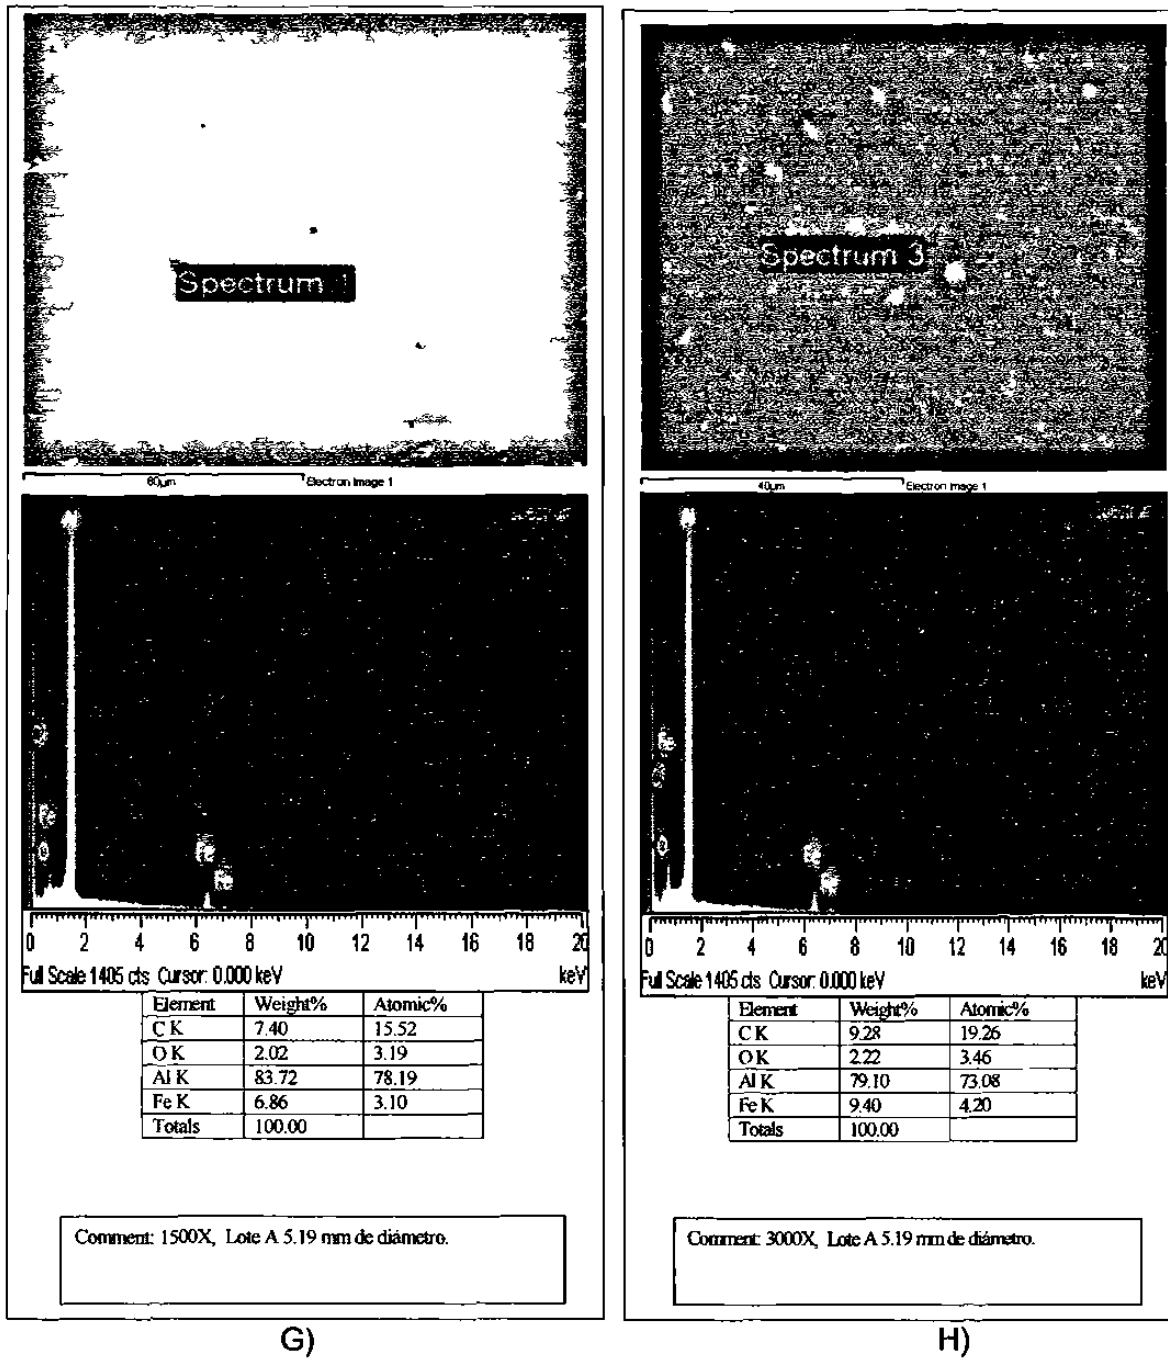 Spectrum 1
60µm
Electron Image 1
0 2 4 6 8 10 12 14 16 18 20
Full Scale 1405 cts Cursor: 0.000 keV
keV
Element Weight% Atomic%
C K 7.40 15.52
O K 2.02 3.19
Al K 83.72 78.19
Fe K 6.86 3.10
Totals 100.00
Comment: 1500X, Lote A 5.19 mm de diámetro.
G)
Spectrum 3
40µm
Electron Image 1
Fe
Fe
0 2 4 6 8 10 12 14 16 18 20
Full Scale 1405 cts Cursor: 0.000 keV
keV
Element Weight% Atomic%
C K 9.28 19.26
O K 2.22 3.46
Al K 79.10 73.08
Fe K 9.40 4.20
Totals 100.00
Comment: 3000X, Lote A 5.19 mm de diámetro.
H)